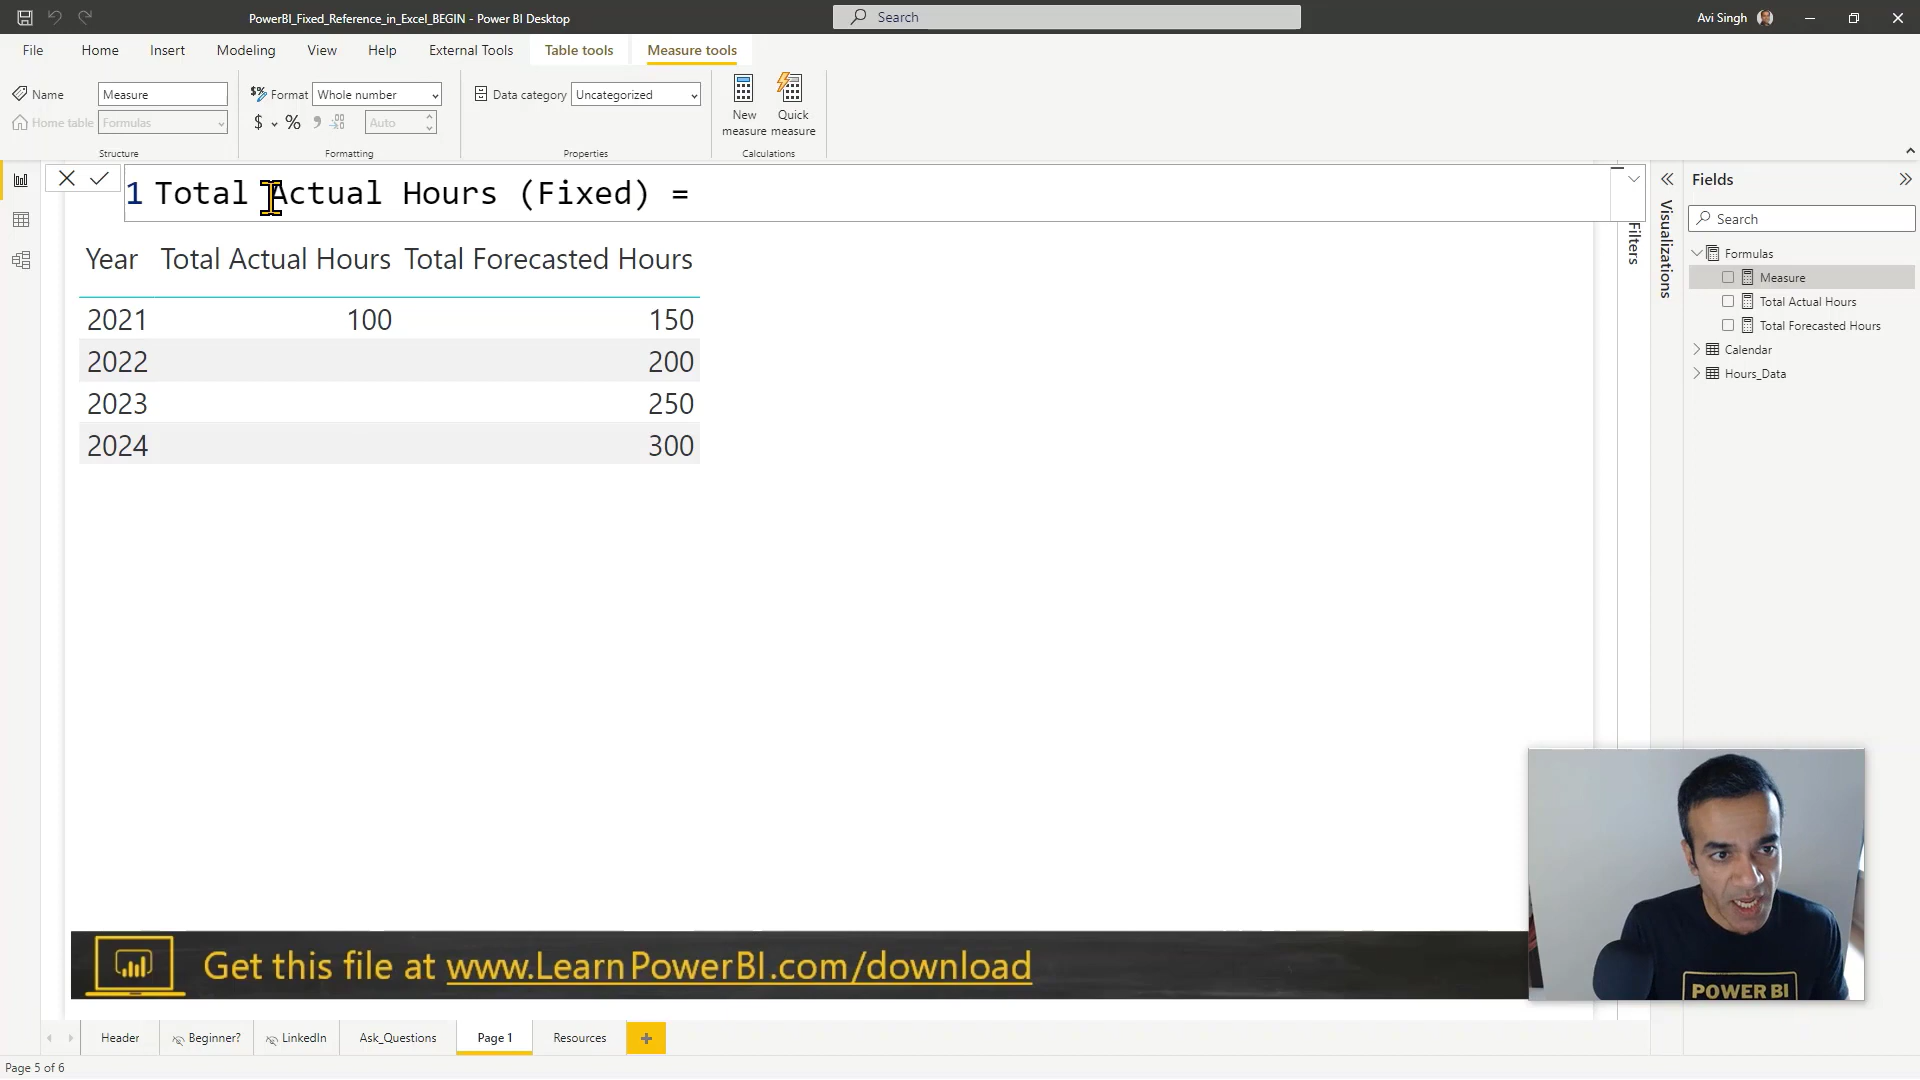 PowerBI_Fixed_Reference_in_Excel_BEGIN - Power BI Desktop
Search
Avi Singh
File Home Insert Modeling View Help External Tools Table tools Measure tools
Name Measure
Home table Formulas
Structure
Format Whole number
$ % Auto
Formatting
Data category Uncategorized
Properties
New measure
Quick measure
Calculations
1 Total Actual Hours (Fixed) =
Year Total Actual Hours Total Forecasted Hours
2021 100 150
2022 200
2023 250
2024 300
Filters
Visualizations
Fields
Search
Formulas
Measure
Total Actual Hours
Total Forecasted Hours
Calendar
Hours_Data
Get this file at www.LearnPowerBI.com/download
POWER BI
Header Beginner? LinkedIn Ask_Questions Page 1 Resources +
Page 5 of 6